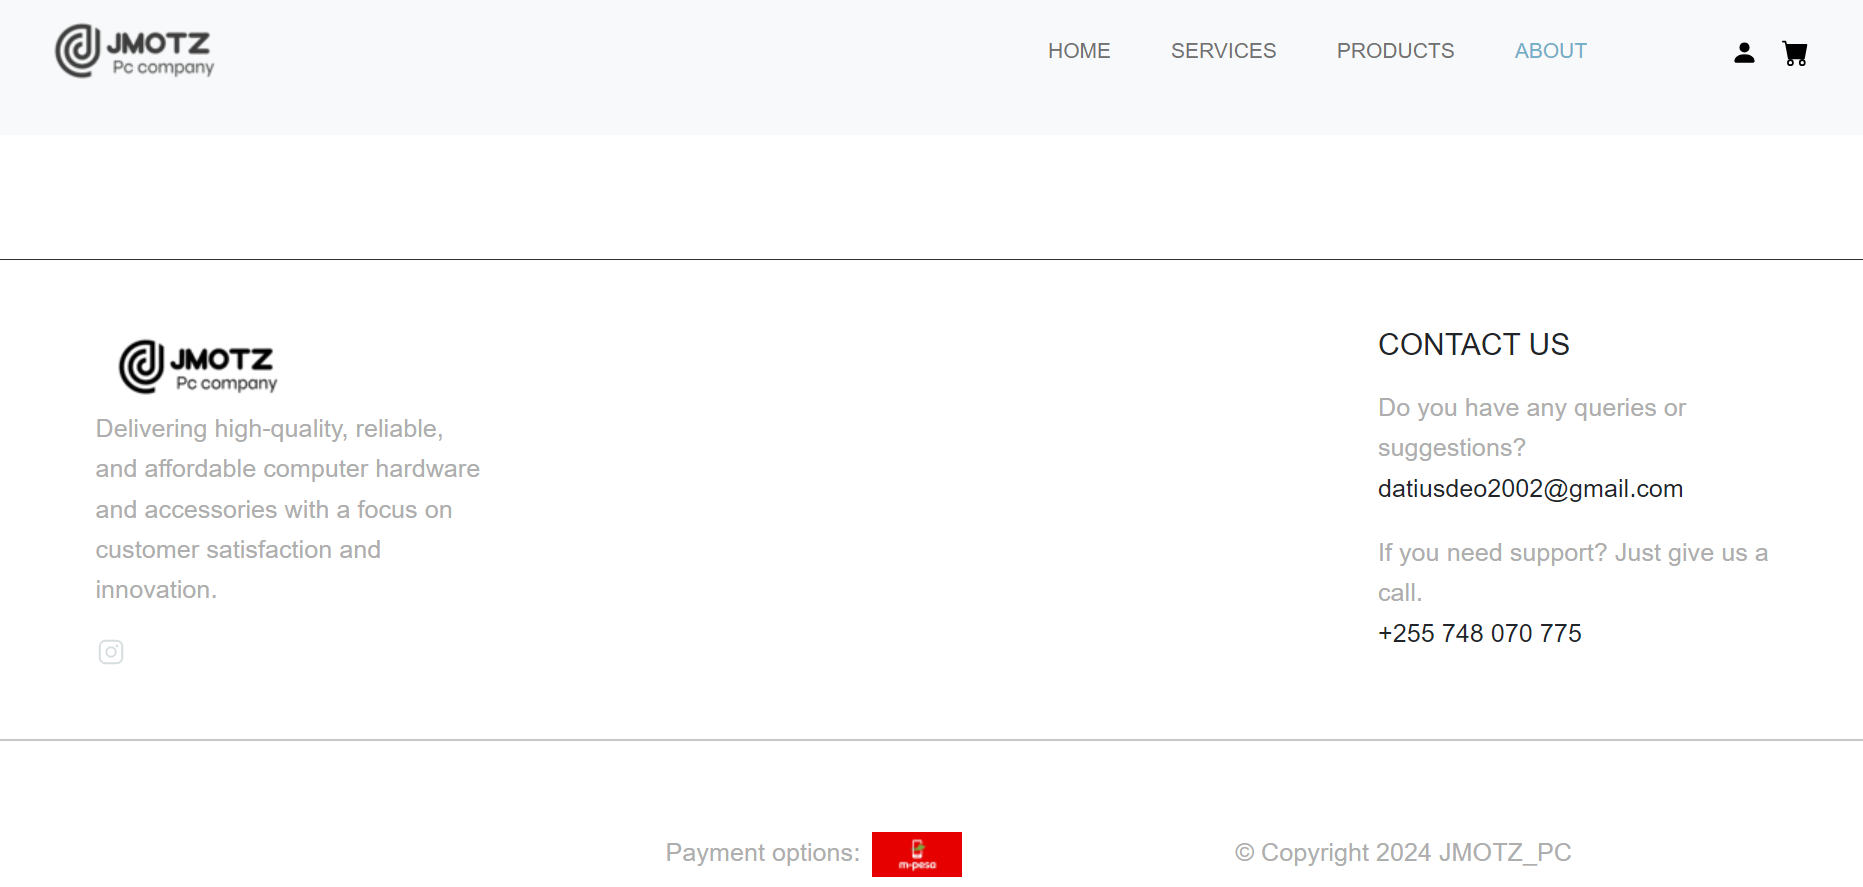 JMOTZ
Pc company
HOME SERVICES PRODUCTS ABOUT
JMOTZ
Pc company
Delivering high-quality, reliable,
and affordable computer hardware
and accessories with a focus on
customer satisfaction and
innovation.
CONTACT US
Do you have any queries or
suggestions?
datiusdeo2002@gmail.com
If you need support? Just give us a
call.
+255 748 070 775
Payment options: m-pesa
© Copyright 2024 JMOTZ_PC